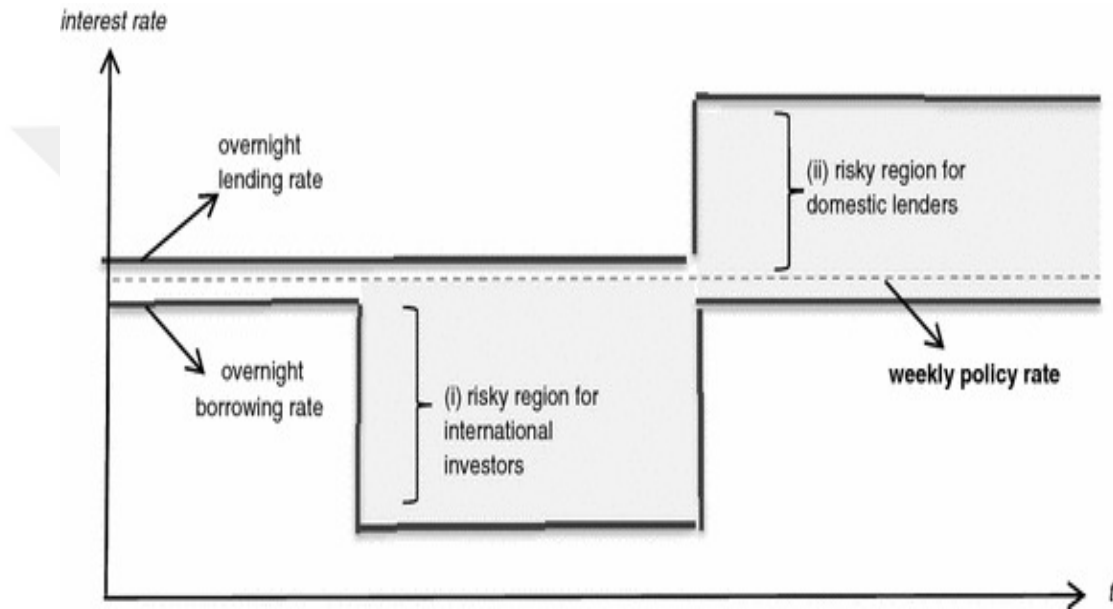 interest rate
overnight
lending rate
(ii) risky region for
domestic lenders
overnight
borrowing rate
(i) risky region for
international
investors
weekly policy rate
t